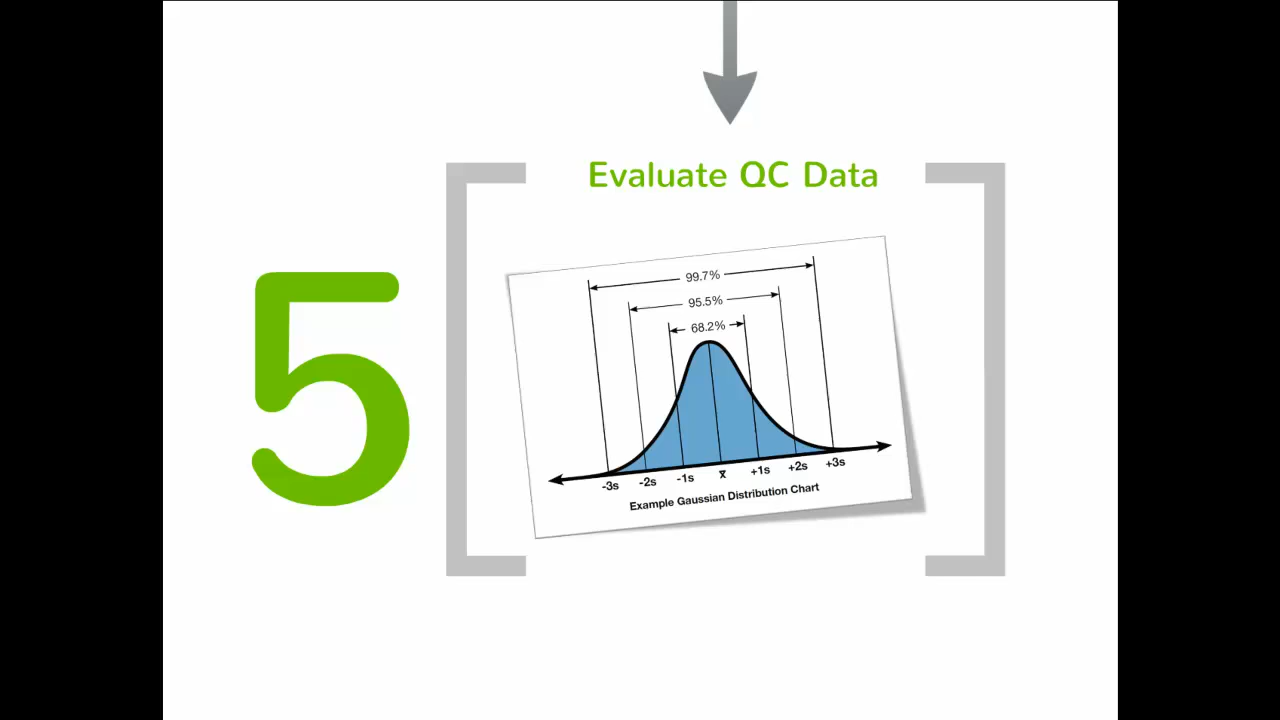 Evaluate QC Data
5
99.7%
95.5%
68.2%
-3s -2s -1s x̅ +1s +2s +3s
Example Gaussian Distribution Chart